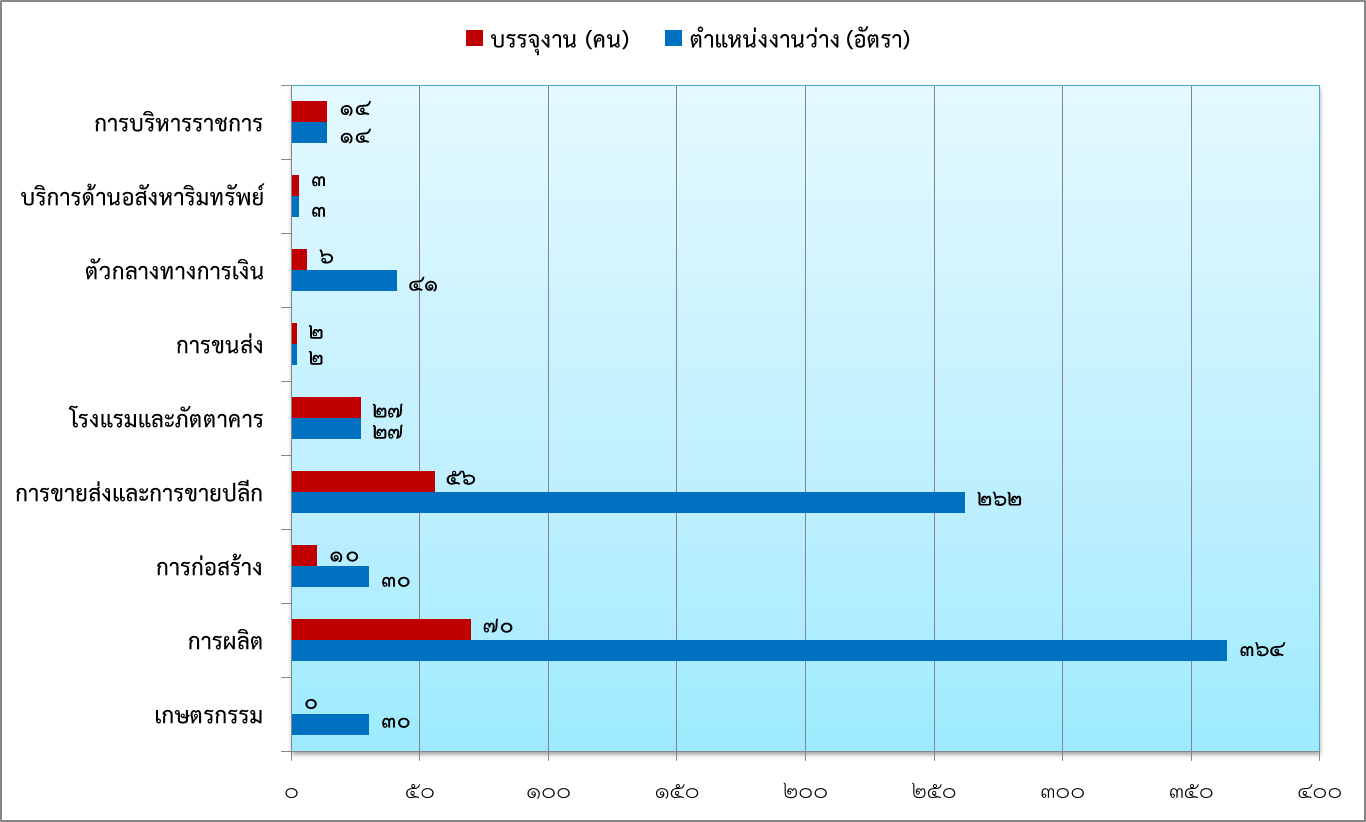 บรรจุงาน (คน) ตำแหน่งงานว่าง (อัตรา)
การบริหารราชการ
๑๔
๑๔
บริการด้านอสังหาริมทรัพย์
๓
๓
ตัวกลางทางการเงิน
๖
๔๑
การขนส่ง
๒
๒
โรงแรมและภัตตาคาร
๒๗
๒๗
การขายส่งและการขายปลีก
๕๖
๒๖๒
การก่อสร้าง
๑๐
๓๐
การผลิต
๗๐
๓๖๔
เกษตรกรรม
๐
๓๐
๐ ๕๐ ๑๐๐ ๑๕๐ ๒๐๐ ๒๕๐ ๓๐๐ ๓๕๐ ๔๐๐